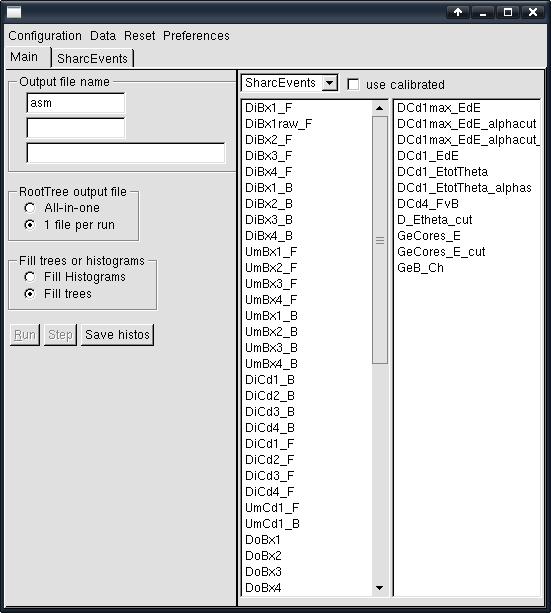 Configuration Data Reset Preferences
Main SharcEvents
Output file name
asm
RootTree output file
All-in-one
1 file per run
Fill trees or histograms
Fill Histograms
Fill trees
Run Step Save histos
SharcEvents use calibrated
DiBx1_F
DiBx1raw_F
DiBx2_F
DiBx3_F
DiBx4_F
DiBx1_B
DiBx2_B
DiBx3_B
DiBx4_B
UmBx1_F
UmBx2_F
UmBx3_F
UmBx4_F
UmBx1_B
UmBx2_B
UmBx3_B
UmBx4_B
DiCd1_B
DiCd2_B
DiCd3_B
DiCd4_B
DiCd1_F
DiCd2_F
DiCd3_F
DiCd4_F
UmCd1_F
UmCd1_B
DoBx1
DoBx2
DoBx3
DoBx4
DCd1max_EdE
DCd1max_EdE_alphacut
DCd1max_EdE_alphacut_
DCd1_EdE
DCd1_EtotTheta
DCd1_EtotTheta_alphas
DCd4_FvB
D_Etheta_cut
GeCores_E
GeCores_E_cut
GeB_Ch